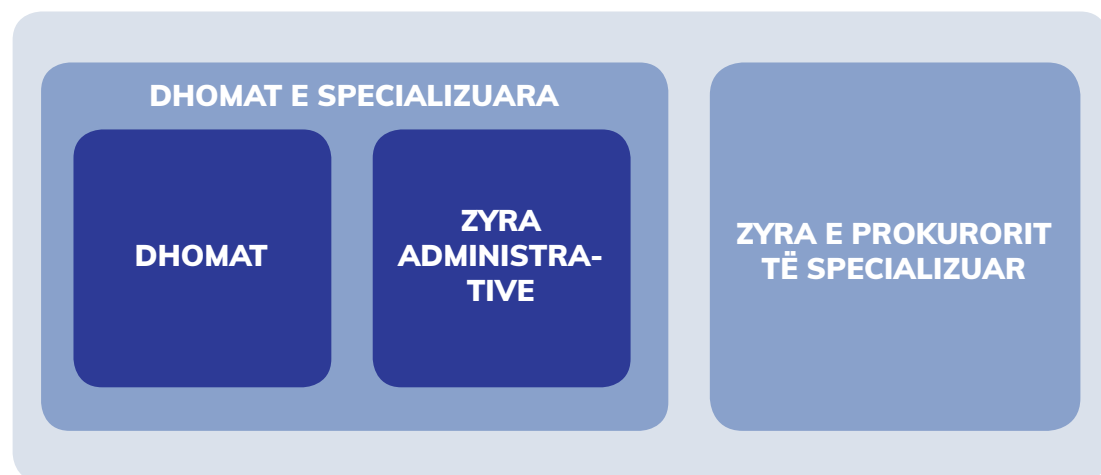 DHOMAT E SPECIALIZUARA
DHOMAT
ZYRA
ADMINISTRA-
TIVE
ZYRA E PROKURORIT
TË SPECIALIZUAR